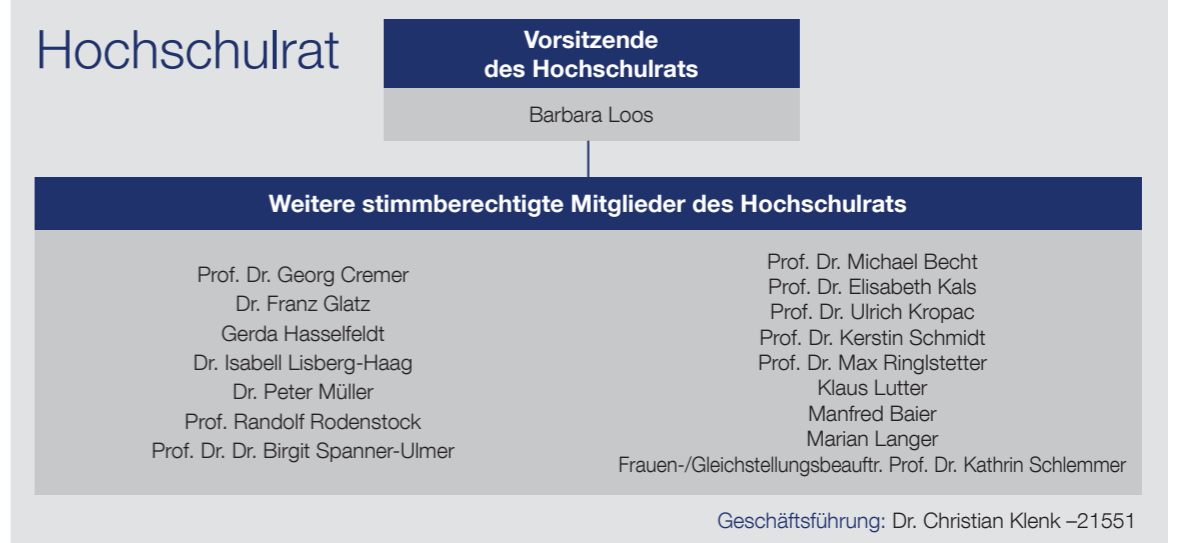 Hochschulrat
Vorsitzende
des Hochschulrats
Barbara Loos
Weitere stimmberechtigte Mitglieder des Hochschulrats
Prof. Dr. Georg Cremer
Dr. Franz Glatz
Gerda Hasselfeldt
Dr. Isabell Lisberg-Haag
Dr. Peter Müller
Prof. Randolf Rodenstock
Prof. Dr. Dr. Birgit Spanner-Ulmer
Prof. Dr. Michael Becht
Prof. Dr. Elisabeth Kals
Prof. Dr. Ulrich Kropac
Prof. Dr. Kerstin Schmidt
Prof. Dr. Max Ringlstetter
Klaus Lutter
Manfred Baier
Marian Langer
Frauen-/Gleichstellungsbeauftr. Prof. Dr. Kathrin Schlemmer
Geschäftsführung: Dr. Christian Klenk –21551